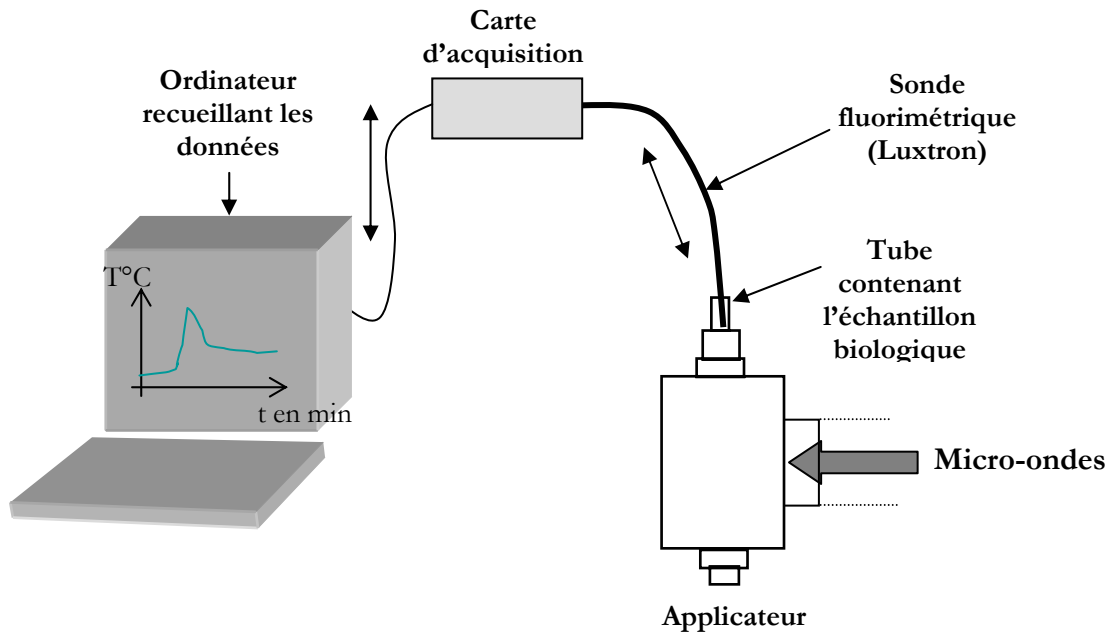 Carte
d’acquisition
Ordinateur
recueillant les
données
Sonde
fluorimétrique
(Luxtron)
Tube
contenant
l’échantillon
biologique
T°C
t en min
Micro-ondes
Applicateur